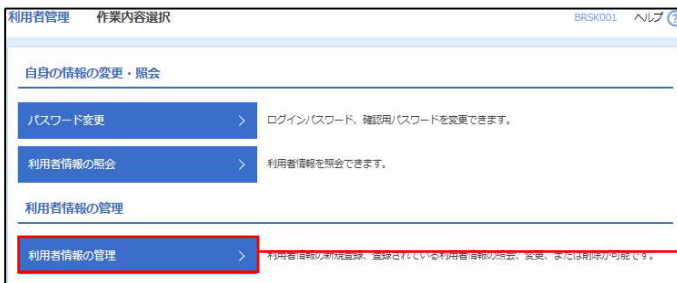 利用者管理 作業内容選択 BRSK001 ヘルプ ?
自身の情報の変更・照会
パスワード変更 ログインパスワード、確認用パスワードを変更できます。
利用者情報の照会 利用者情報を照会できます。
利用者情報の管理
利用者情報の管理 利用者情報の新規登録、登録されている利用者情報の照会、変更、または削除が可能です。